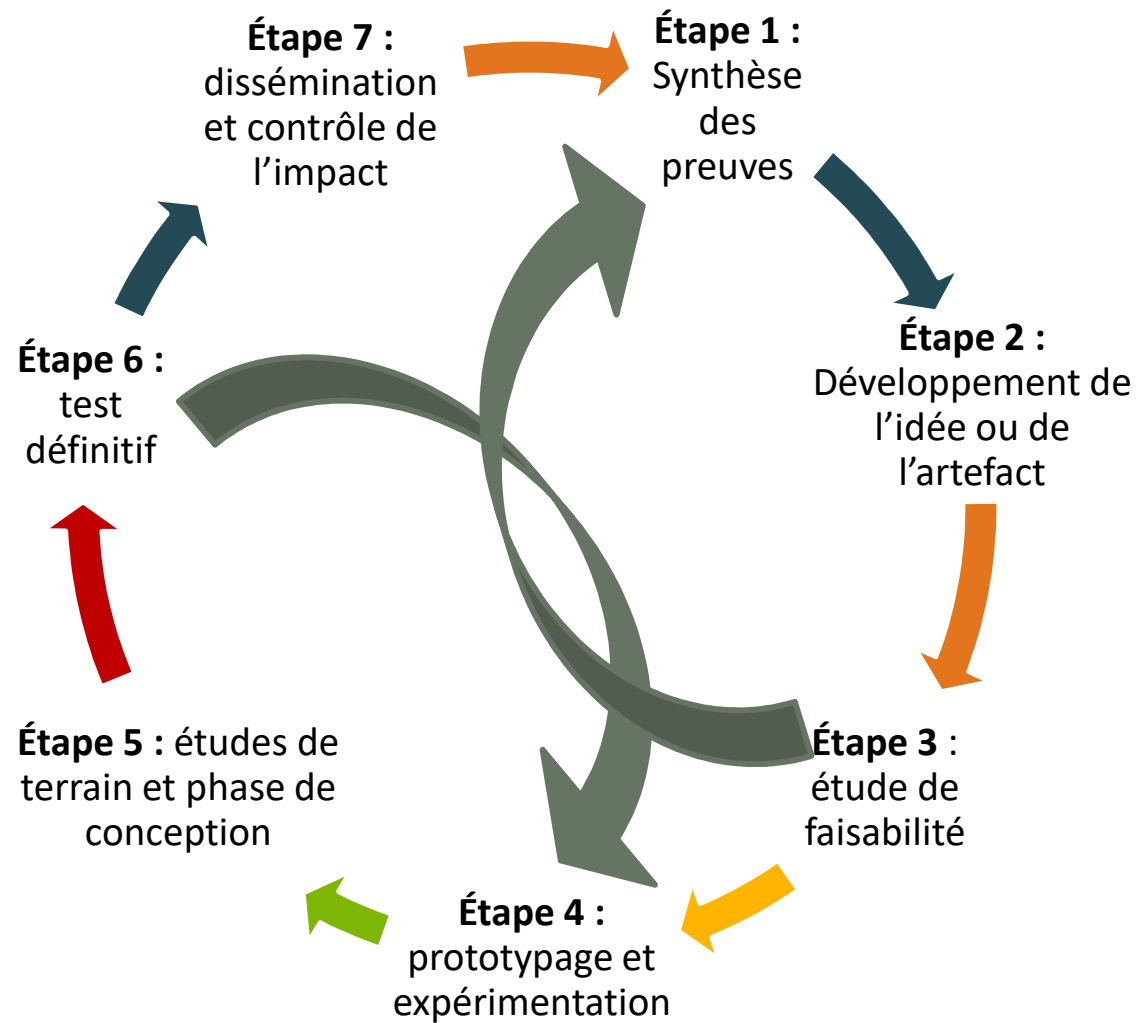 Étape 1 :
Synthèse
des
preuves
Étape 2 :
Développement de
l’idée ou de
l’artefact
Étape 3 :
étude de
faisabilité
Étape 4 :
prototypage et
expérimentation
Étape 5 : études de
terrain et phase de
conception
Étape 6 :
test
définitif
Étape 7 :
dissémination
et contrôle de
l’impact